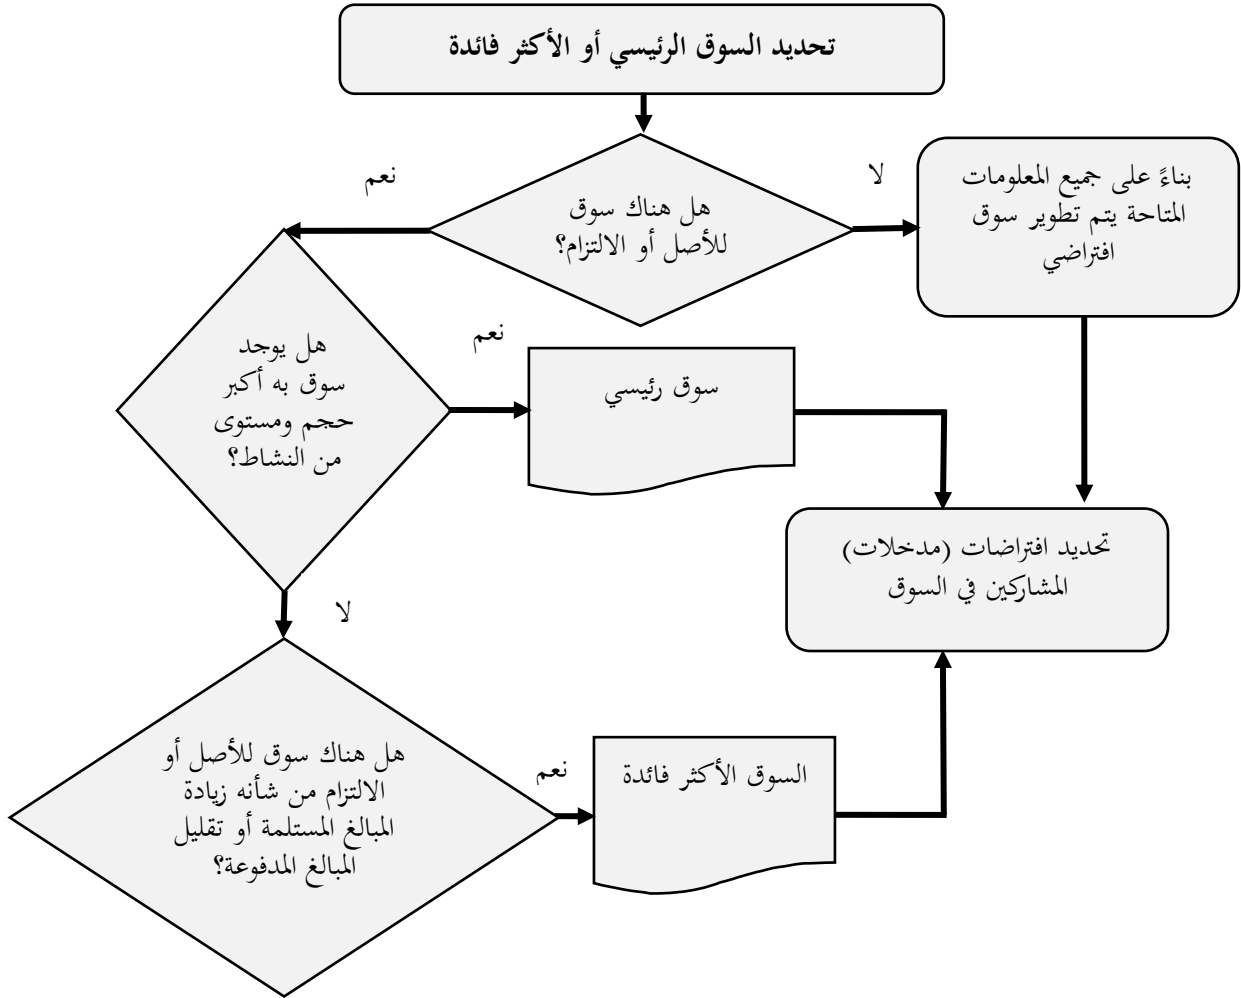 تحديد السوق الرئيسي أو الأكثر فائدة
هل هناك سوق
للأصل أو الالتزام؟
لا
بناءً على جميع المعلومات
المتاحة يتم تطوير سوق
افتراضي
نعم
هل يوجد
سوق به أكبر
حجم ومستوى
من النشاط؟
نعم
سوق رئيسي
تحديد افتراضات (مدخلات)
المشاركين في السوق
لا
هل هناك سوق للأصل أو
الالتزام من شأنه زيادة
المبالغ المستلمة أو تقليل
المبالغ المدفوعة؟
نعم
السوق الأكثر فائدة